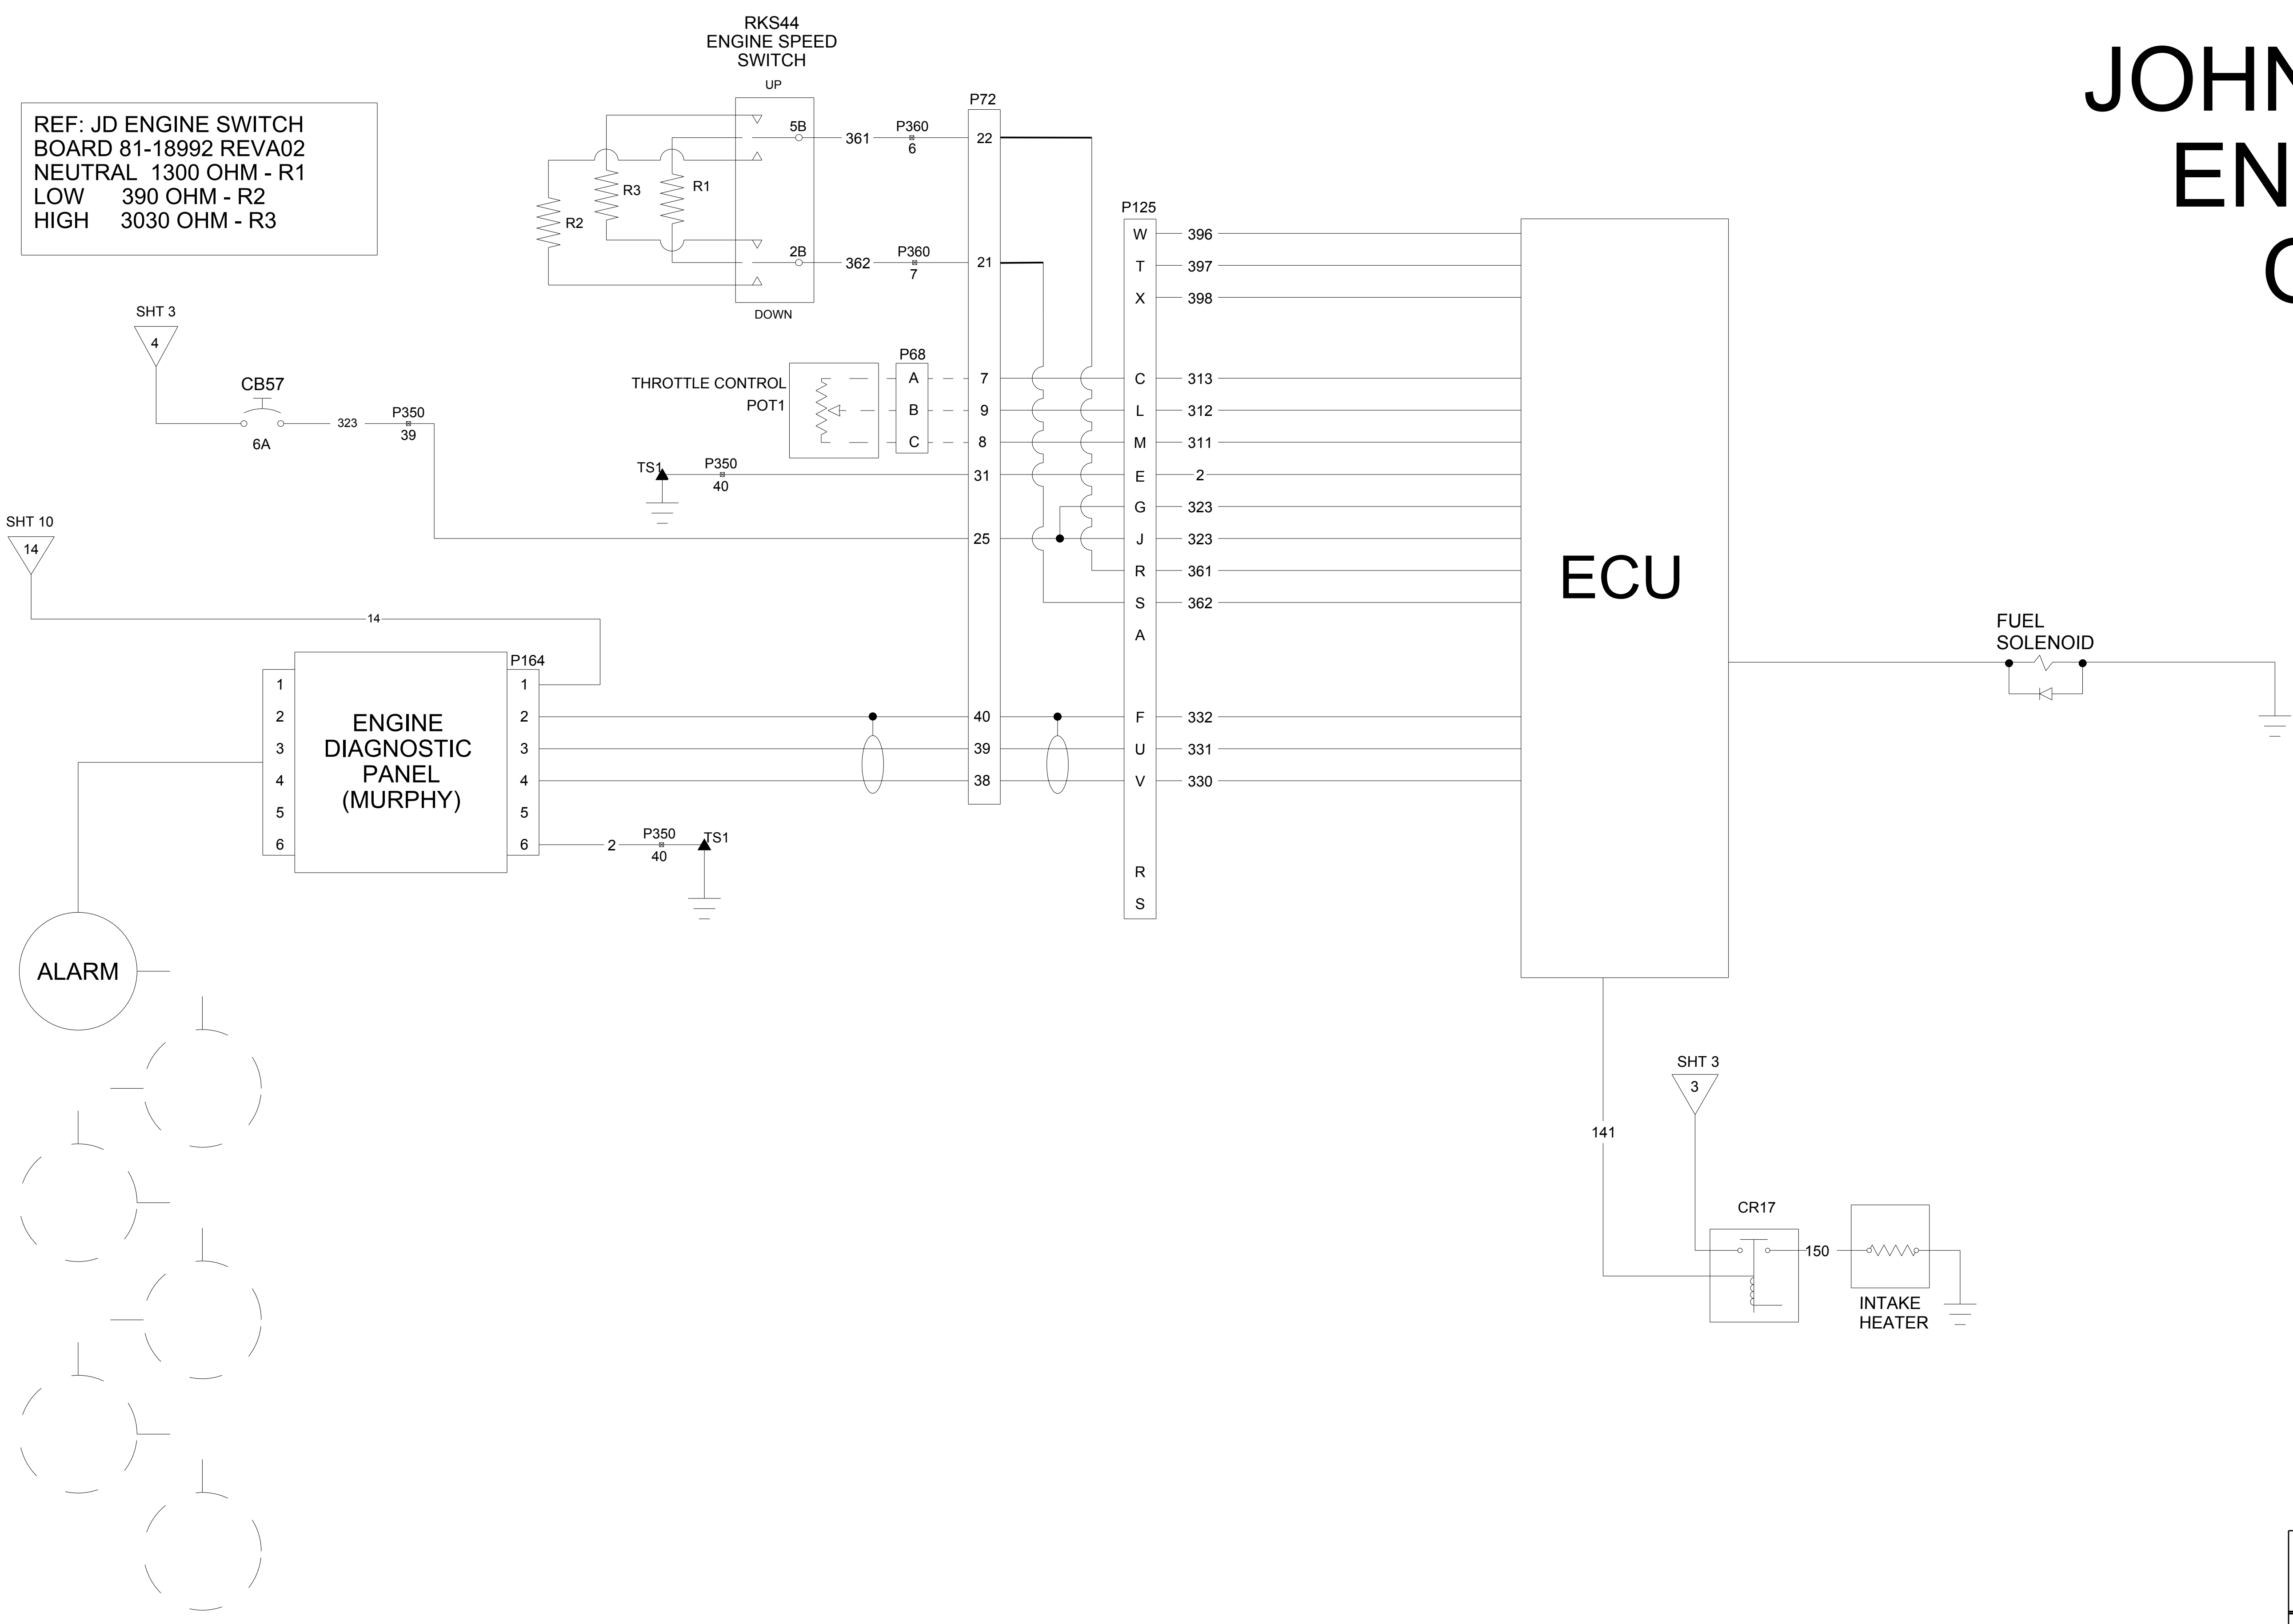 RKS44
ENGINE SPEED
SWITCH
UP
JOHN
EN
REF: JD ENGINE SWITCH
BOARD 81-18992 REVA02
NEUTRAL 1300 OHM - R1
LOW 390 OHM - R2
HIGH 3030 OHM - R3
P72
5B
361
P360
6
22
R3
R1
R2
2B
362
P360
7
21
DOWN
P125
W
396
T
397
X
398
SHT 3
4
CB57
6A
323
P350
39
THROTTLE CONTROL
POT1
P68
A
7
C
313
B
9
L
312
C
8
M
311
TS1
P350
40
31
E
2
G
323
25
J
323
R
361
S
362
A
ECU
SHT 10
14
14
FUEL
SOLENOID
P164
ENGINE
DIAGNOSTIC
PANEL
(MURPHY)
1
1
2
2
40
F
332
3
3
39
U
331
4
4
38
V
330
5
5
6
6
2
P350
40
TS1
R
S
ALARM
SHT 3
3
141
CR17
150
INTAKE
HEATER